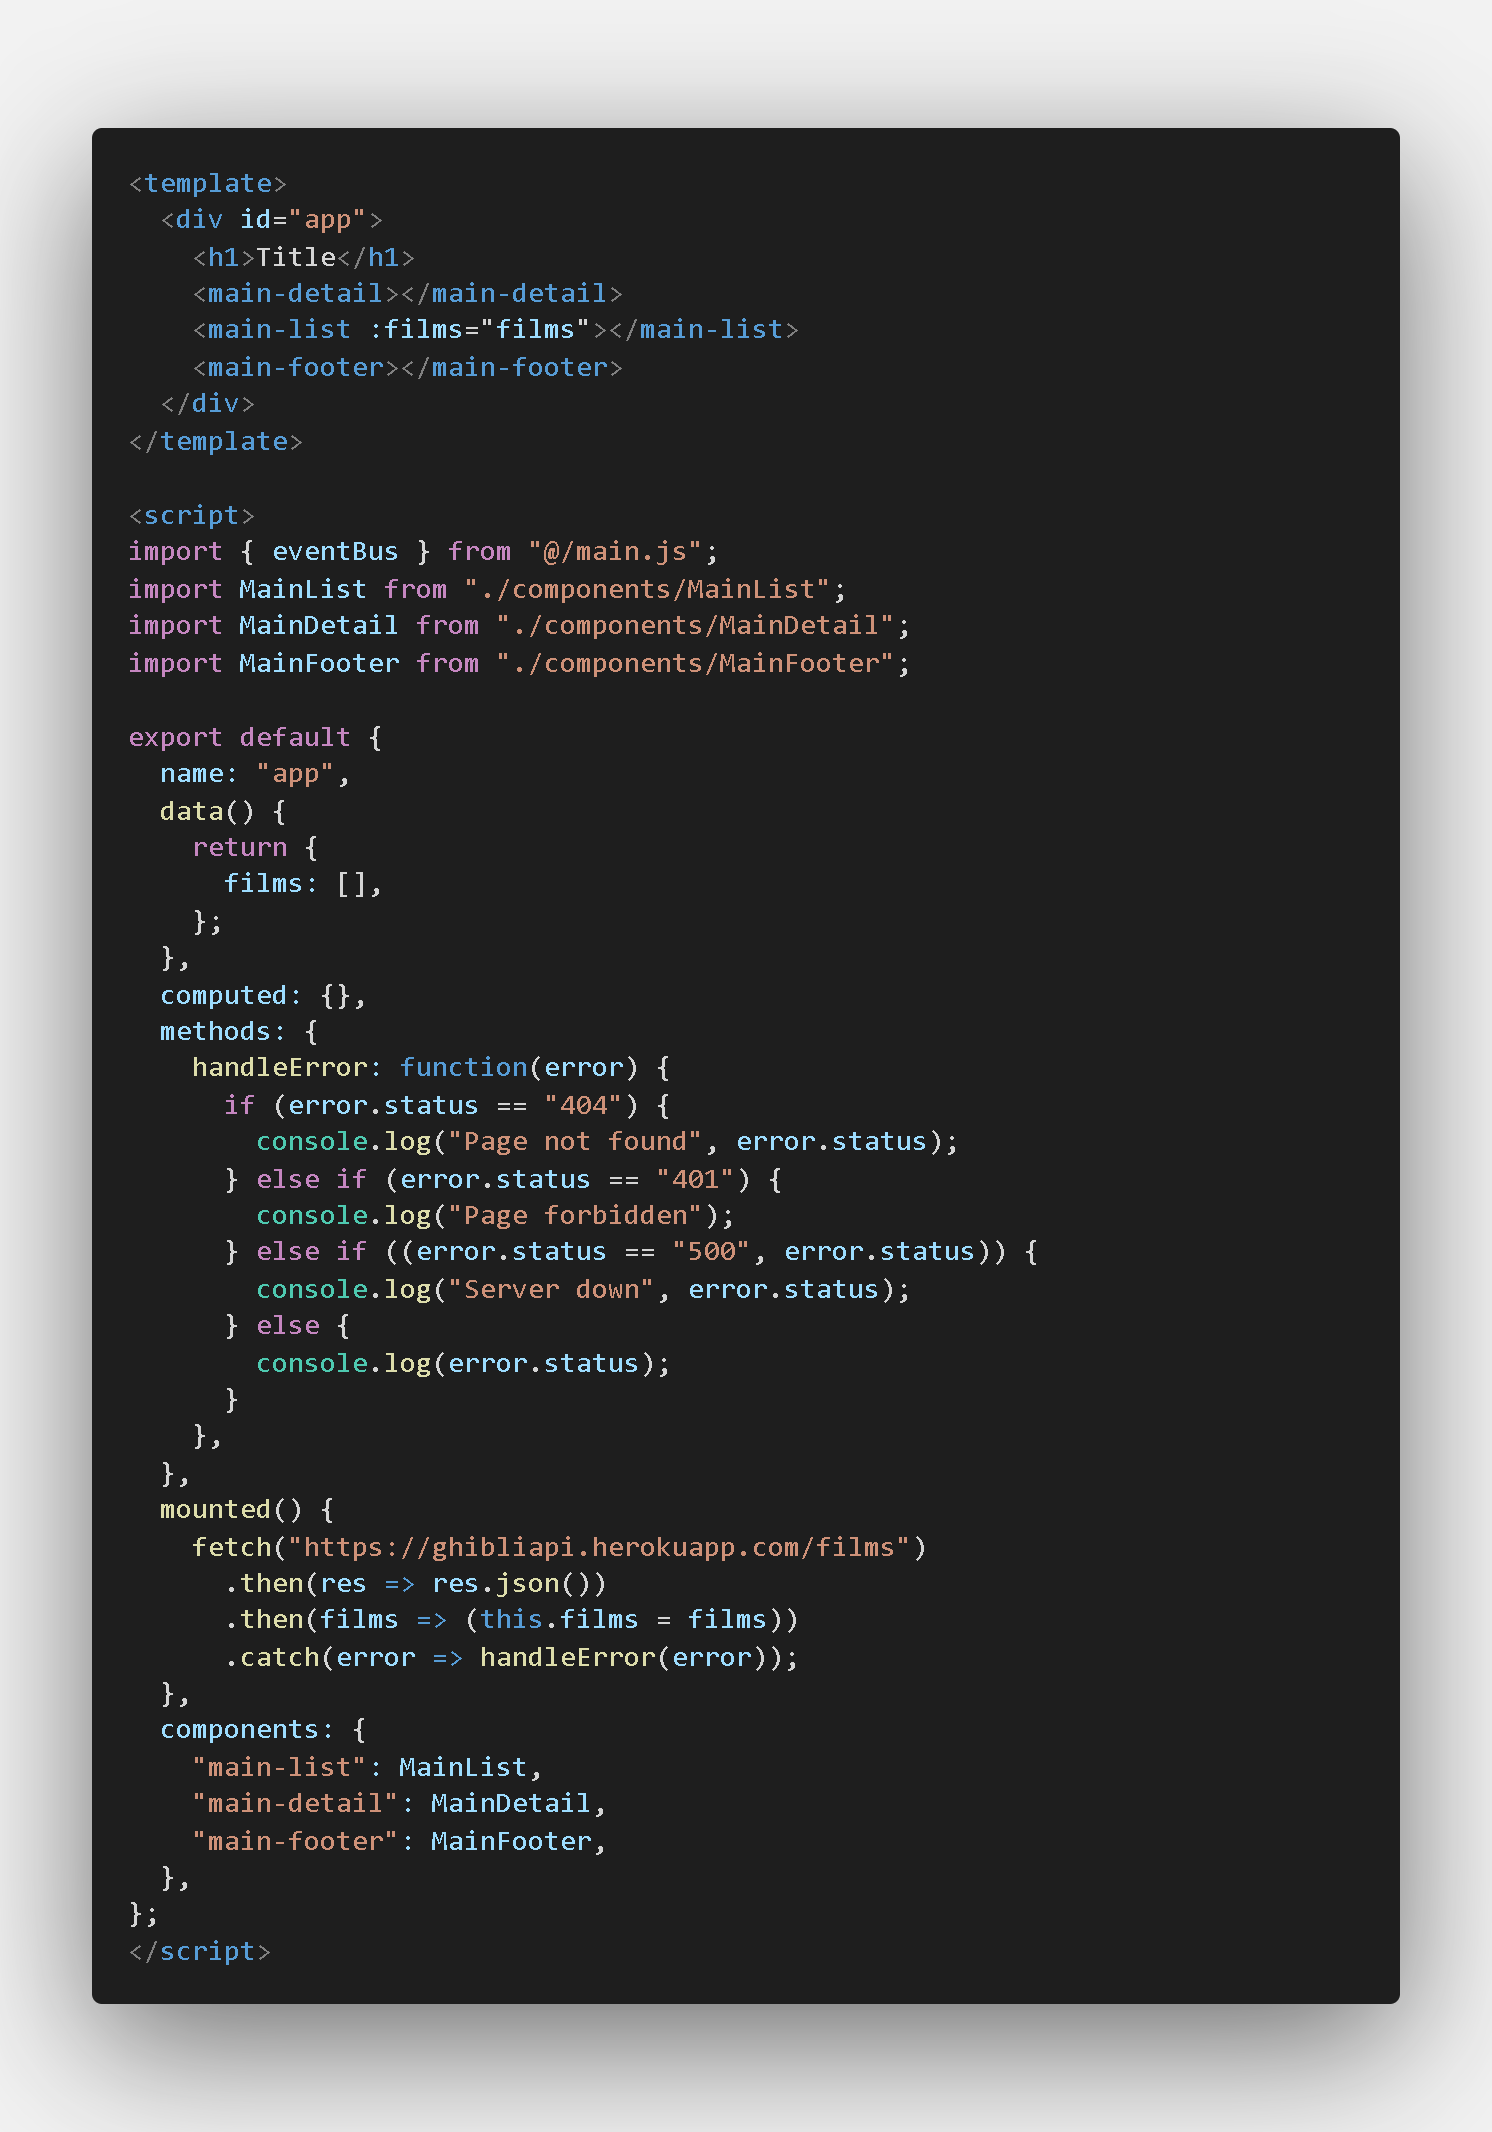 <template>
  <div id="app">
    <h1>Title</h1>
    <main-detail></main-detail>
    <main-list :films="films"></main-list>
    <main-footer></main-footer>
  </div>
</template>

<script>
import { eventBus } from "@/main.js";
import MainList from "./components/MainList";
import MainDetail from "./components/MainDetail";
import MainFooter from "./components/MainFooter";

export default {
  name: "app",
  data() {
    return {
      films: [],
    };
  },
  computed: {},
  methods: {
    handleError: function(error) {
      if (error.status == "404") {
        console.log("Page not found", error.status);
      } else if (error.status == "401") {
        console.log("Page forbidden");
      } else if ((error.status == "500", error.status)) {
        console.log("Server down", error.status);
      } else {
        console.log(error.status);
      }
    },
  },
  mounted() {
    fetch("https://ghibliapi.herokuapp.com/films")
      .then(res => res.json())
      .then(films => (this.films = films))
      .catch(error => handleError(error));
  },
  components: {
    "main-list": MainList,
    "main-detail": MainDetail,
    "main-footer": MainFooter,
  },
};
</script>